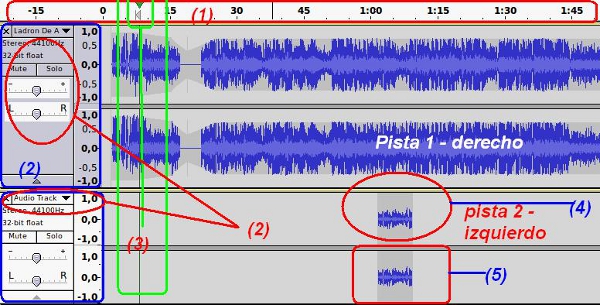 -15 0 15 30 45 1:00 1:15 1:30 1:45
(1)
× Ladron De A ▼
Stereo, 44100Hz
32-bit float
Mute Solo
- +
L R
(2)
1,0
0,5
0,0
-0,5
-1,0
1,0
0,5
0,0
-0,5
-1,0
Pista 1 - derecho
× Audio Track ▼
Stereo, 44100Hz
32-bit float
Mute Solo
- +
L R
1,0
0,0
-1,0
1,0
0,0
-1,0
(2)
(3)
pista 2 -
izquierdo
(4)
(5)